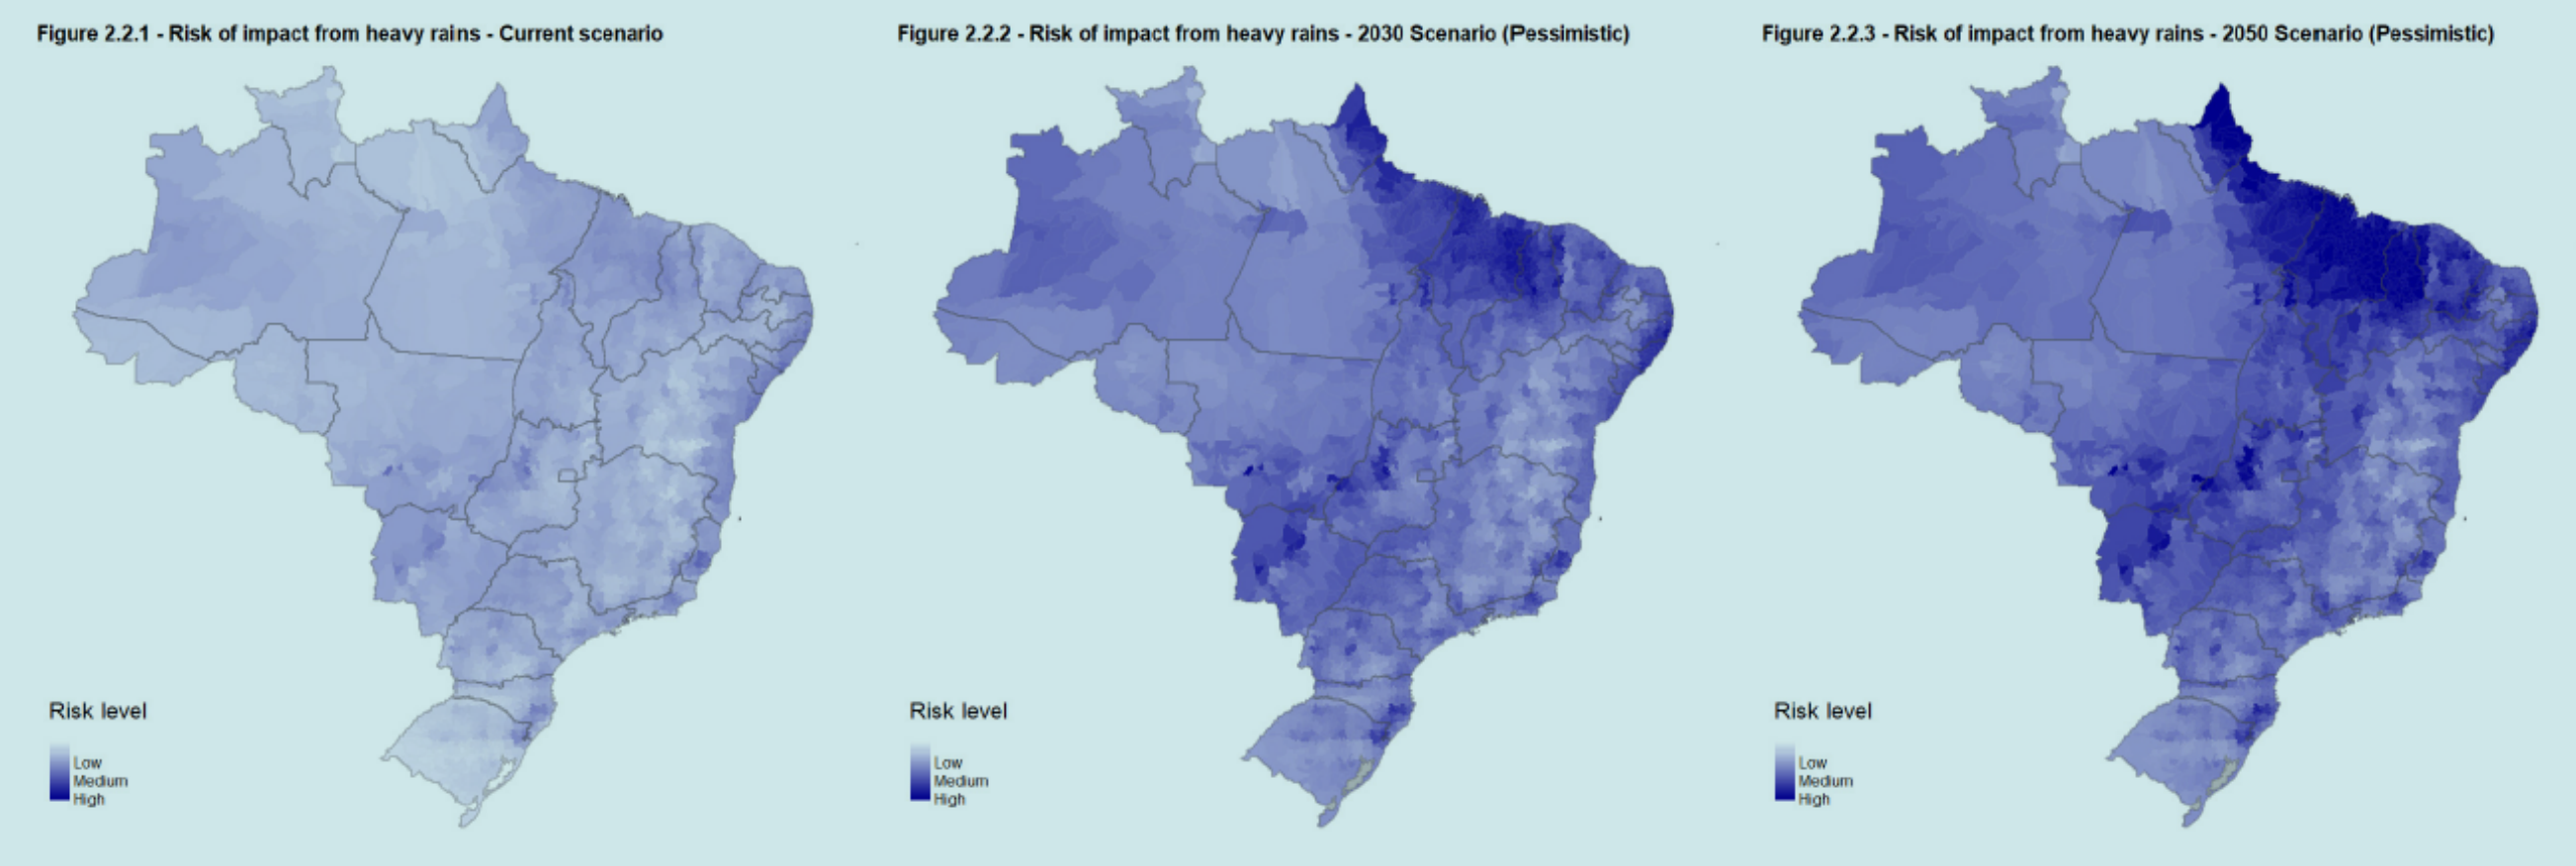 Figure 2.2.1 - Risk of impact from heavy rains - Current scenario
Figure 2.2.2 - Risk of impact from heavy rains - 2030 Scenario (Pessimistic)
Figure 2.2.3 - Risk of impact from heavy rains - 2050 Scenario (Pessimistic)
Risk level
Low
Medium
High
Risk level
Low
Medium
High
Risk level
Low
Medium
High